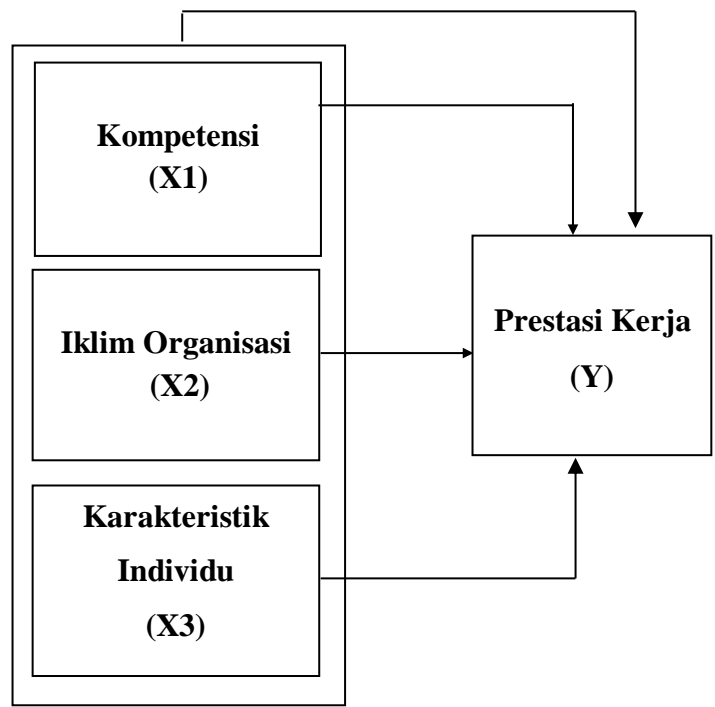 Kompetensi
(X1)
Iklim Organisasi
(X2)
Karakteristik
Individu
(X3)
Prestasi Kerja
(Y)